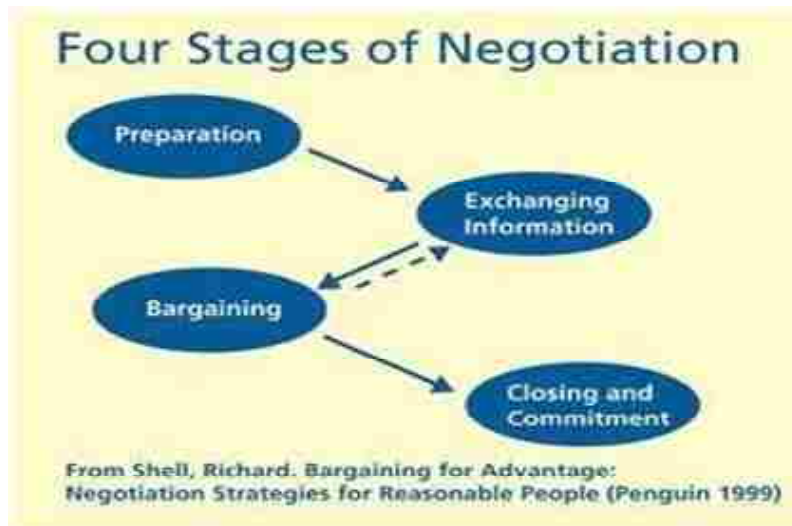 Four Stages of Negotiation
Preparation
Exchanging
Information
Bargaining
Closing and
Commitment
From Shell, Richard. Bargaining for Advantage:
Negotiation Strategies for Reasonable People (Penguin 1999)